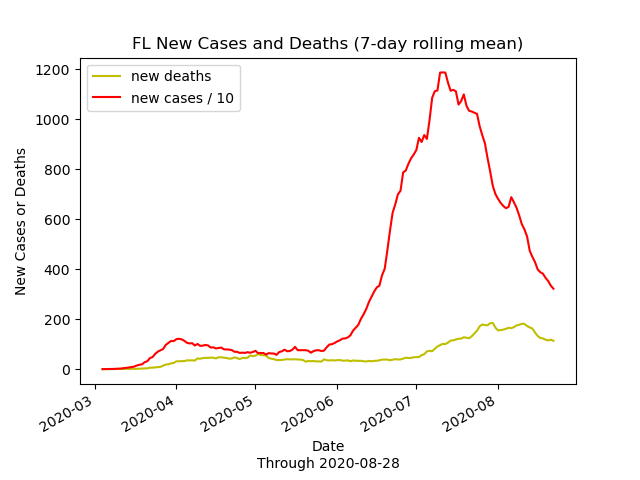 FL New Cases and Deaths (7-day rolling mean)
new deaths
new cases / 10
1200
1000
800
600
400
200
0
New Cases or Deaths
2020-03
2020-04
2020-05
2020-06
2020-07
2020-08
Date
Through 2020-08-28